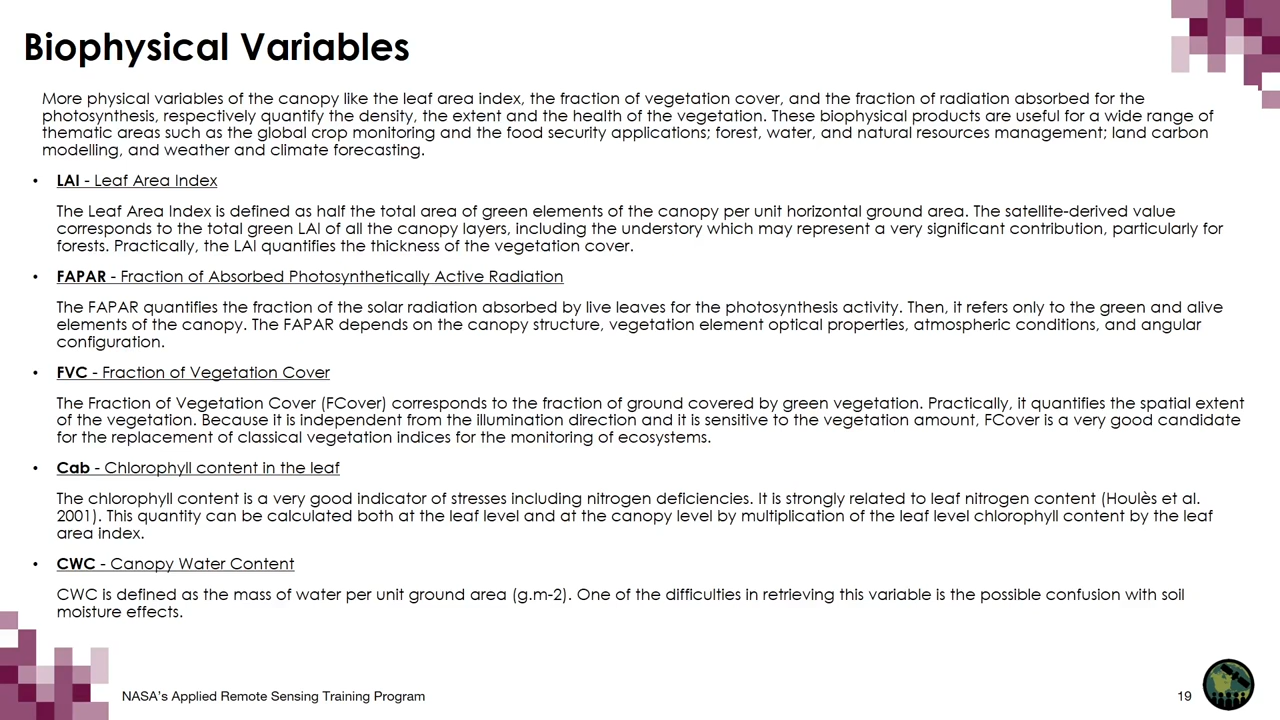 Biophysical Variables
More physical variables of the canopy like the leaf area index, the fraction of vegetation cover, and the fraction of radiation absorbed for the
photosynthesis, respectively quantify the density, the extent and the health of the vegetation. These biophysical products are useful for a wide range of
thematic areas such as the global crop monitoring and the food security applications; forest, water, and natural resources management; land carbon
modelling, and weather and climate forecasting.
• LAI - Leaf Area Index
The Leaf Area Index is defined as half the total area of green elements of the canopy per unit horizontal ground area. The satellite-derived value
corresponds to the total green LAI of all the canopy layers, including the understory which may represent a very significant contribution, particularly for
forests. Practically, the LAI quantifies the thickness of the vegetation cover.
• FAPAR - Fraction of Absorbed Photosynthetically Active Radiation
The FAPAR quantifies the fraction of the solar radiation absorbed by live leaves for the photosynthesis activity. Then, it refers only to the green and alive
elements of the canopy. The FAPAR depends on the canopy structure, vegetation element optical properties, atmospheric conditions, and angular
configuration.
• FVC - Fraction of Vegetation Cover
The Fraction of Vegetation Cover (FCover) corresponds to the fraction of ground covered by green vegetation. Practically, it quantifies the spatial extent
of the vegetation. Because it is independent from the illumination direction and it is sensitive to the vegetation amount, FCover is a very good candidate
for the replacement of classical vegetation indices for the monitoring of ecosystems.
• Cab - Chlorophyll content in the leaf
The chlorophyll content is a very good indicator of stresses including nitrogen deficiencies. It is strongly related to leaf nitrogen content (Houlès et al.
2001). This quantity can be calculated both at the leaf level and at the canopy level by multiplication of the leaf level chlorophyll content by the leaf
area index.
• CWC - Canopy Water Content
CWC is defined as the mass of water per unit ground area (g.m-2). One of the difficulties in retrieving this variable is the possible confusion with soil
moisture effects.
NASA's Applied Remote Sensing Training Program
19